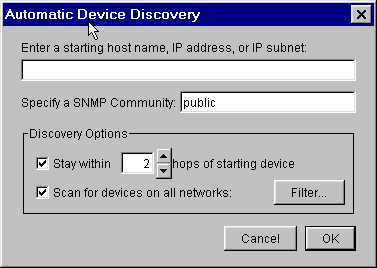 Automatic Device Discovery
Enter a starting host name, IP address, or IP subnet:
Specify a SNMP Community: public
Discovery Options
Stay within 2 hops of starting device
Scan for devices on all networks: Filter...
Cancel OK